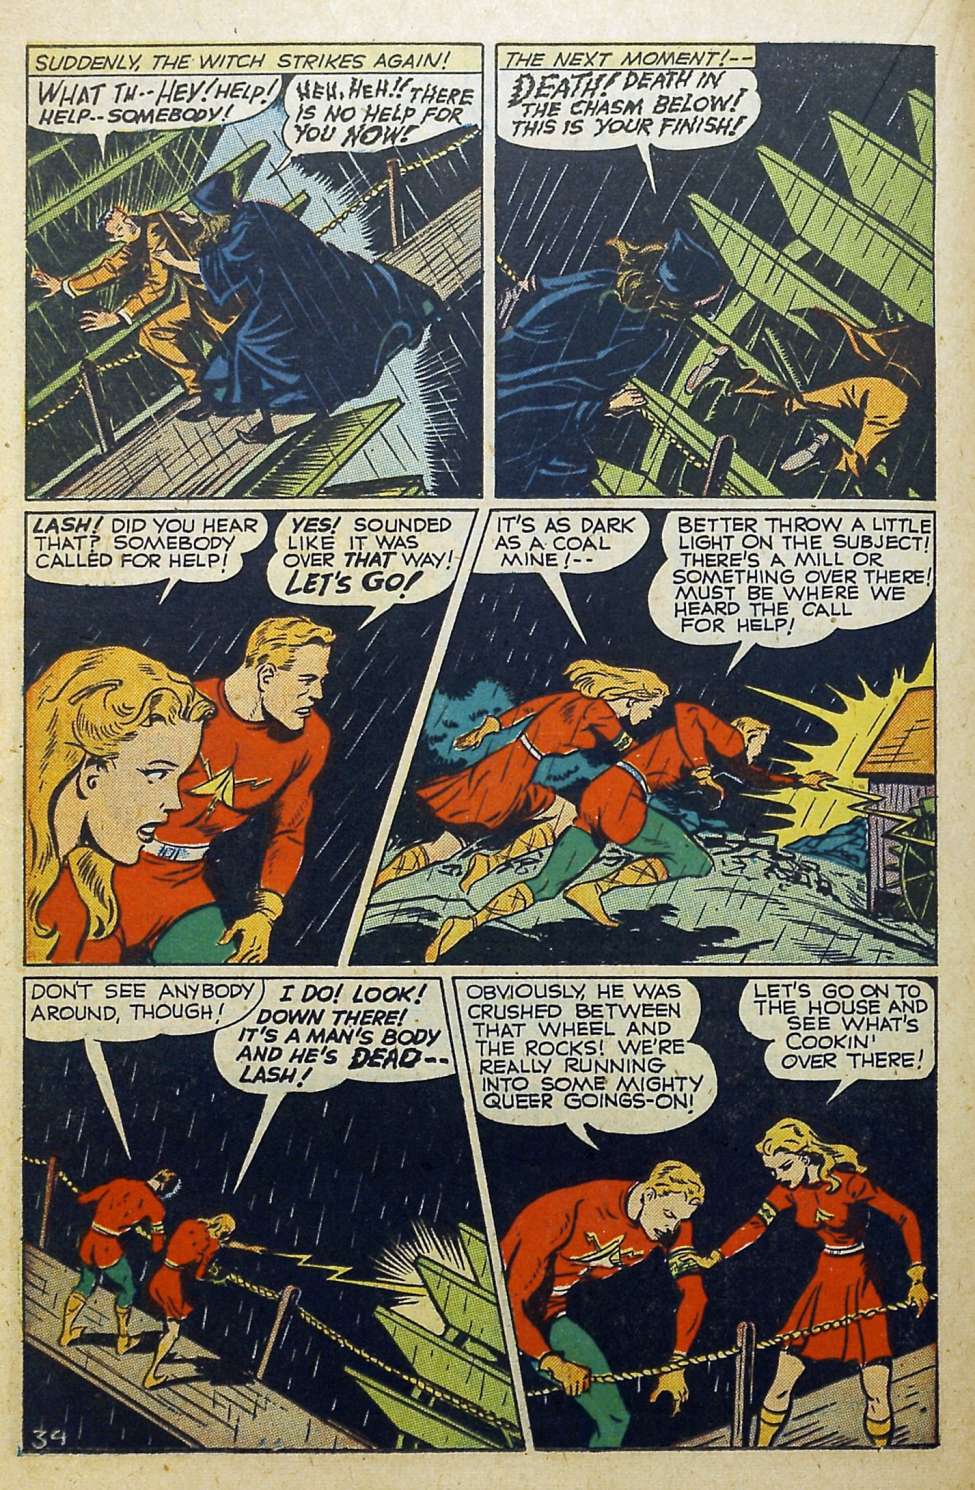 SUDDENLY, THE WITCH STRIKES AGAIN!
WHAT TH-- HEY! HELP!
HELP-- SOMEBODY!
HEH, HEH!! THERE
IS NO HELP FOR
YOU NOW!
THE NEXT MOMENT!--
DEATH! DEATH IN
THE CHASM BELOW!
THIS IS YOUR FINISH!
LASH! DID YOU HEAR
THAT? SOMEBODY
CALLED FOR HELP!
YES! SOUNDED
LIKE IT WAS
OVER THAT WAY!
LET'S GO!
IT'S AS DARK
AS A COAL
MINE!--
BETTER THROW A LITTLE
LIGHT ON THE SUBJECT!
THERE'S A MILL OR
SOMETHING OVER THERE!
MUST BE WHERE WE
HEARD THE CALL
FOR HELP!
DON'T SEE ANYBODY
AROUND, THOUGH!
I DO! LOOK!
DOWN THERE!
IT'S A MAN'S BODY
AND HE'S DEAD--
LASH!
OBVIOUSLY, HE WAS
CRUSHED BETWEEN
THAT WHEEL AND
THE ROCKS! WE'RE
REALLY RUNNING
INTO SOME MIGHTY
QUEER GOINGS-ON!
LET'S GO ON TO
THE HOUSE AND
SEE WHAT'S
COOKIN'
OVER THERE!
34